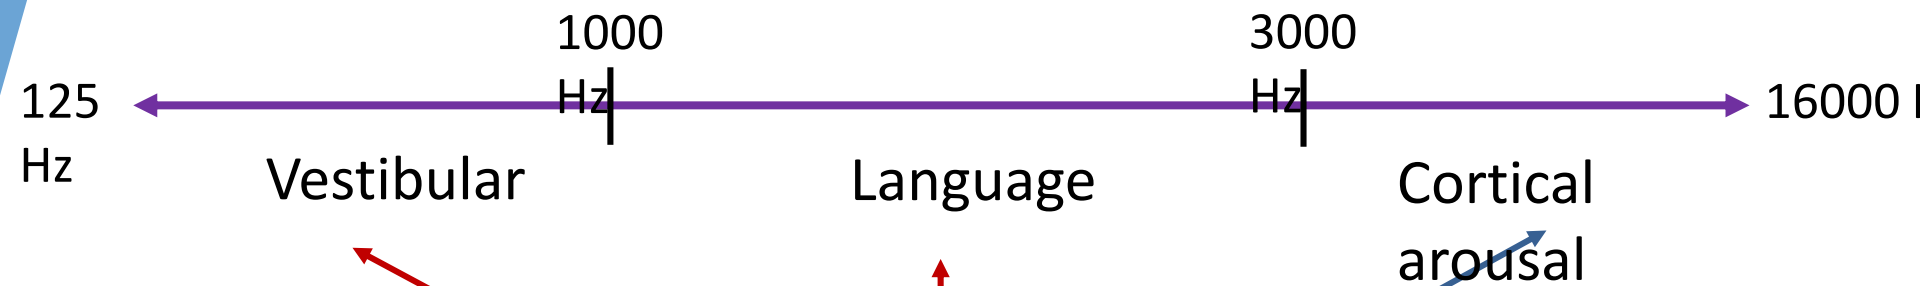 1000
Hz
3000
Hz
125
Hz
16000
Vestibular
Language
Cortical
arousal